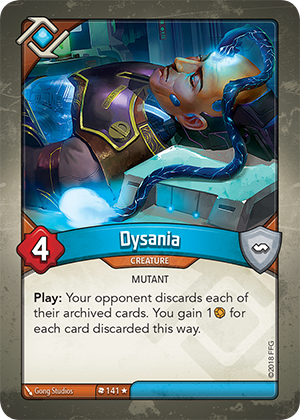 4
Dysania
CREATURE
MUTANT
Play: Your opponent discards each of
their archived cards. You gain 1 for
each card discarded this way.
Gong Studios
141 ★
©2018 FFG